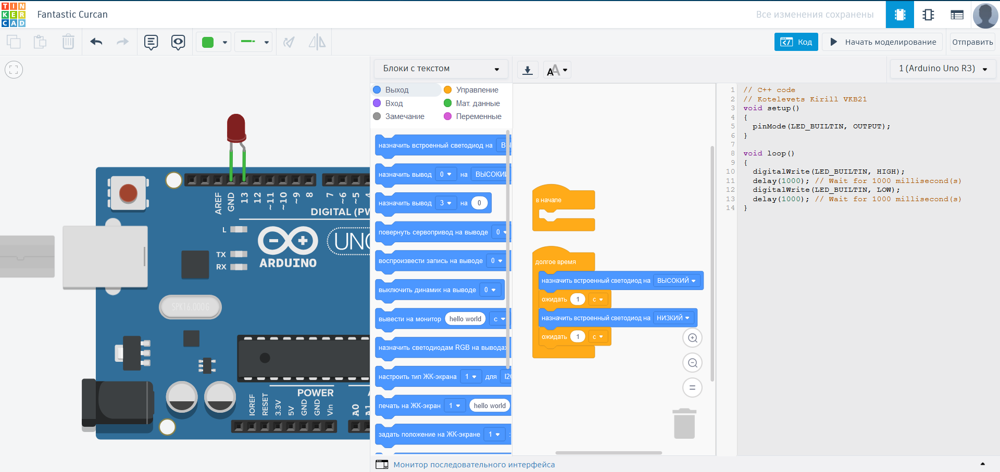 TINKERCAD
Fantastic Curcan
Все изменения сохранены
Код
Начать моделирование
Отправить
Блоки с текстом
1 (Arduino Uno R3)
Выход
Управление
Вход
Мат. данные
Замечание
Переменные
назначить встроенный светодиод на
назначить вывод 0 на ВЫСОКИЙ
назначить вывод 3 на 0
повернуть сервопривод на выводе 0
воспроизвести запись на выводе 0
выключить динамик на выводе 0
вывести на монитор hello world с
назначить светодиодам RGB на выводах
настроить тип ЖК-экрана 1 для I2C
печать на ЖК-экран 1 hello world
задать положение на ЖК-экране 1 :
в начале
долгое время
назначить встроенный светодиод на ВЫСОКИЙ
ожидать 1 с
назначить встроенный светодиод на НИЗКИЙ
ожидать 1 с
1 // C++ code
2 // Kotelevets Kirill VKB21
3 void setup()
4 {
5 pinMode(LED_BUILTIN, OUTPUT);
6 }
7
8 void loop()
9 {
10 digitalWrite(LED_BUILTIN, HIGH);
11 delay(1000); // Wait for 1000 millisecond(s)
12 digitalWrite(LED_BUILTIN, LOW);
13 delay(1000); // Wait for 1000 millisecond(s)
14 }
AREF
GND
13
12
~11
~10
~9
8
7
~6
~5
4
DIGITAL (PW
L
TX
RX
ARDUINO
UNO
SPK16.000G
POWER
IOREF
RESET
3.3V
5V
GND
GND
Vin
A0
A1
Монитор последовательного интерфейса